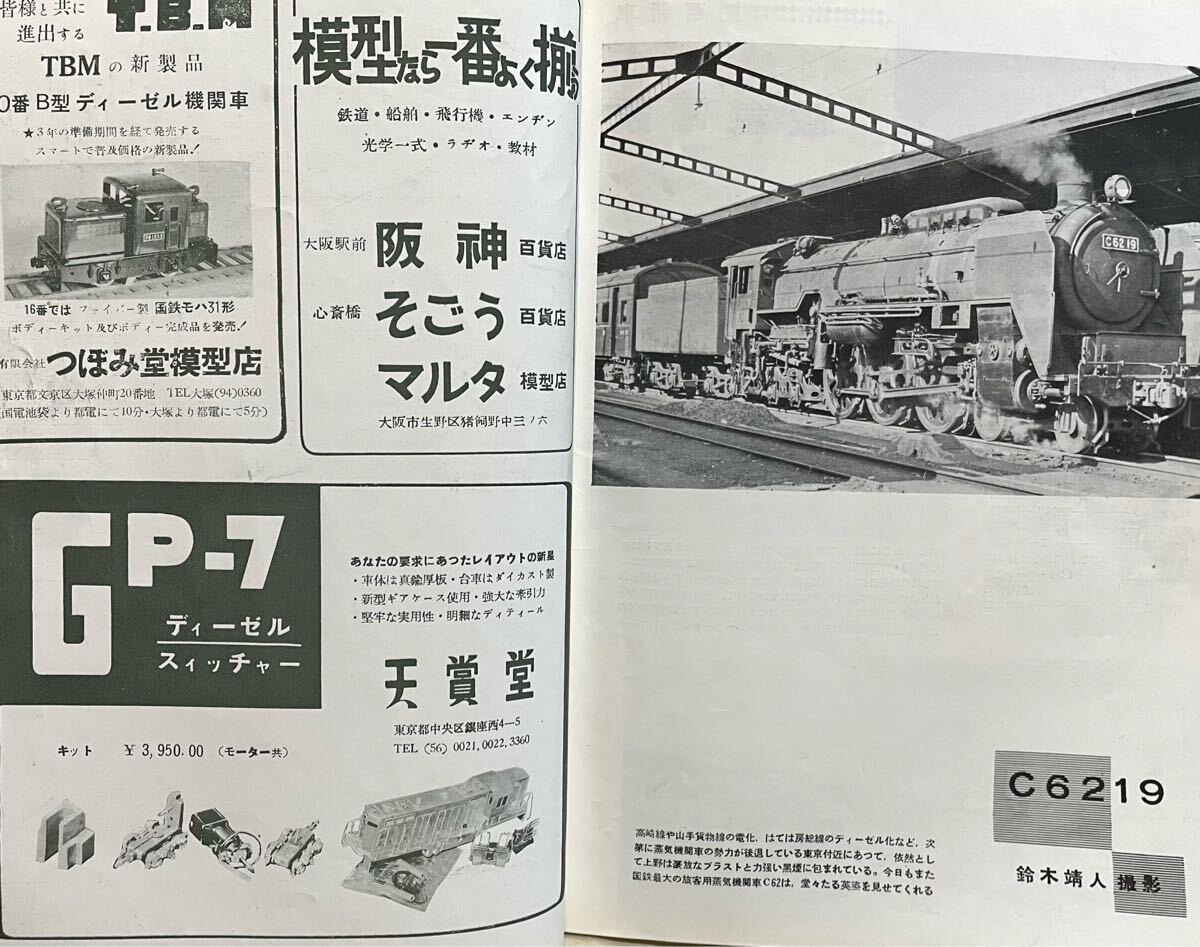 皆様と共に
進出する
T.B.M
TBMの新製品
0番B型ディーゼル機関車
★3年の準備期間を経て発売する
スマートで普及価格の新製品!
16番では ファイバー製 国鉄モハ31形
ボディーキット及びボディー完成品を発売!
有限会社 つぼみ堂模型店
東京都文京区大塚仲町20番地 TEL大塚(94)0360
(国電池袋より都電にて10分・大塚より都電にて5分)
模型なら一番よく揃う
鉄道・船舶・飛行機・エンヂン
光学一式・ラヂオ・教材
大阪駅前 阪神 百貨店
心斎橋 そごう 百貨店
マルタ 模型店
大阪市生野区猪飼野中三ノ六
GP-7
ディーゼル
スィッチャー
あなたの要求にあつたレイアウトの新星
・車体は真鍮厚板・台車はダイカスト製
・新型ギアケース使用・強大な牽引力
・堅牢な実用性・明細なディティール
天賞堂
東京都中央区銀座西4-5
TEL (56) 0021,0022,3360
キット ¥3,950.00 (モーター共)
C6219
C6219
高崎線や山手貨物線の電化,はては房総線のディーゼル化など,次
第に蒸気機関車の勢力が後退している東京付近にあつて,依然とし
て上野は豪放なブラストと力強い黒煙に包まれている。今日もまた
国鉄最大の旅客用蒸気機関車C62は,堂々たる英姿を見せてくれる
鈴木靖人 撮影